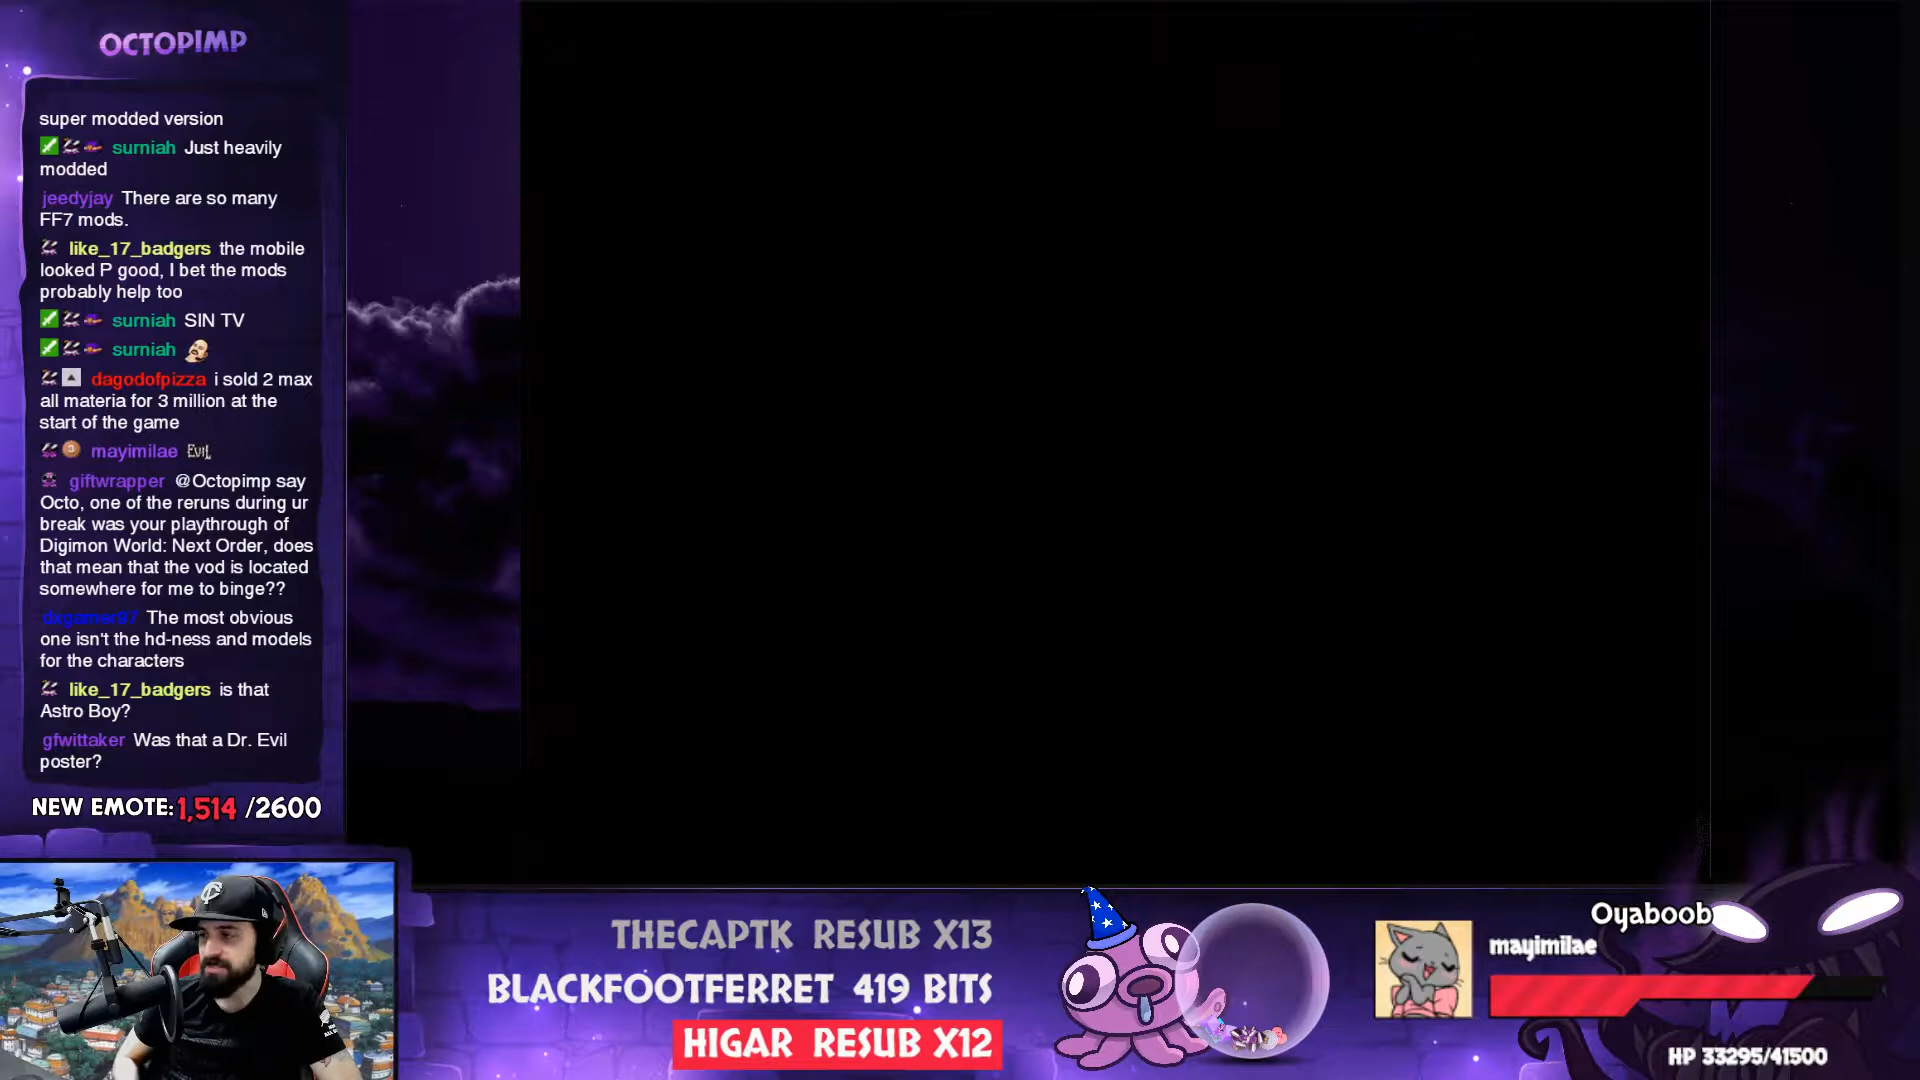 OCTOPIMP
super modded version
surniah Just heavily
modded
jeedyjay There are so many
FF7 mods.
like_17_badgers the mobile
looked P good, I bet the mods
probably help too
surniah SIN TV
surniah
dagodofpizza i sold 2 max
all materia for 3 million at the
start of the game
mayimilae EVIL
giftwrapper @Octopimp say
Octo, one of the reruns during ur
break was your playthrough of
Digimon World: Next Order, does
that mean that the vod is located
somewhere for me to binge??
dxgamer87 The most obvious
one isn't the hd-ness and models
for the characters
like_17_badgers is that
Astro Boy?
gfwittaker Was that a Dr. Evil
poster?
NEW EMOTE: 1,514 /2600
THECAPTK RESUB X13
BLACKFOOTFERRET 419 BITS
HIGAR RESUB X12
Oyaboob
mayimilae
HP 33295/41500